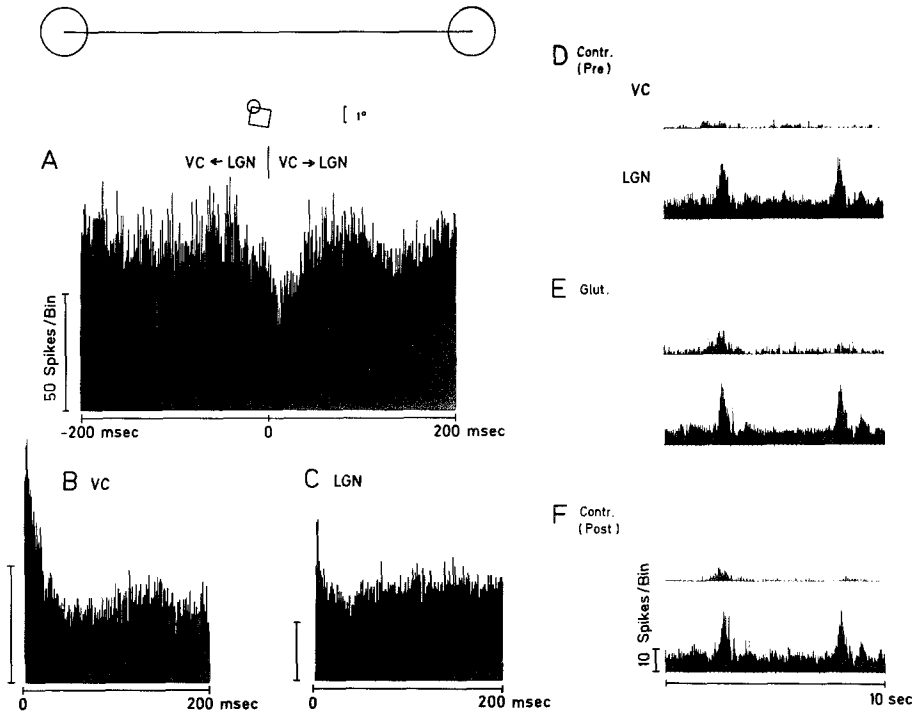 1°
A
VC ← LGN
VC → LGN
50 Spikes/Bin
-200 msec
0
200 msec
B VC
0
200 msec
C LGN
0
200 msec
D Contr.
(Pre)
VC
LGN
E Glut.
F Contr.
(Post)
10 Spikes/Bin
0
10 sec